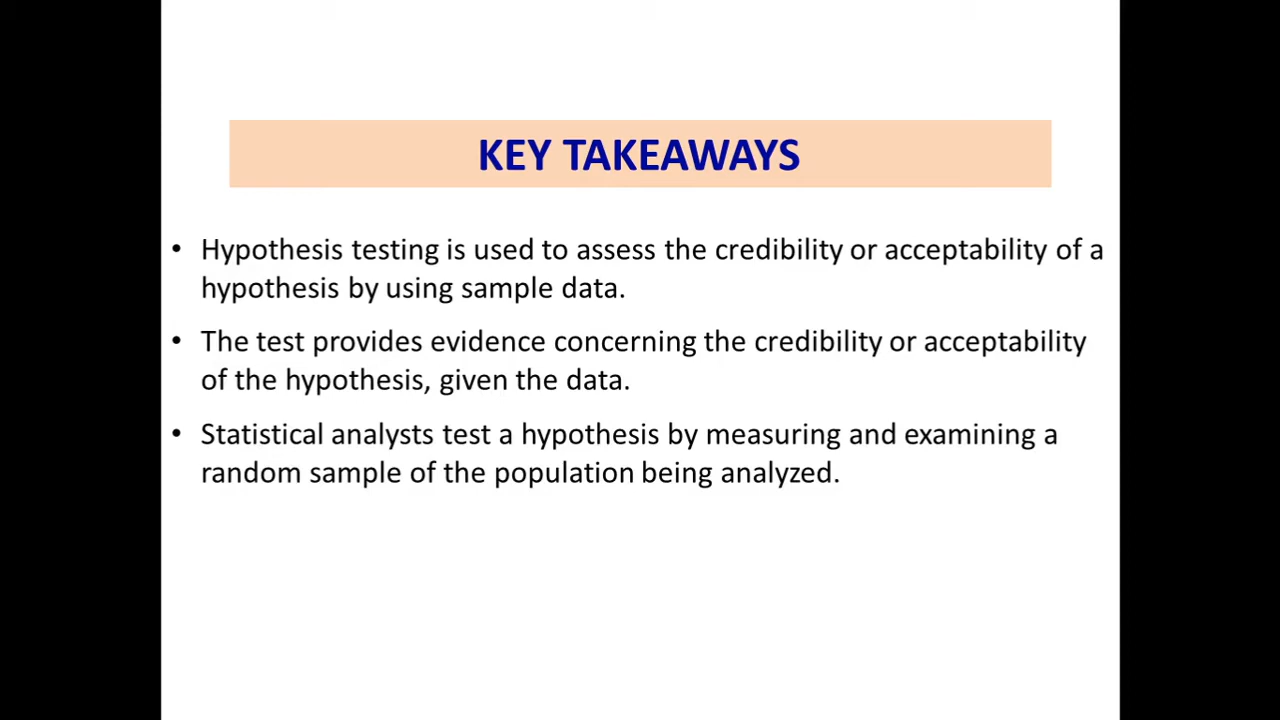 KEY TAKEAWAYS
• Hypothesis testing is used to assess the credibility or acceptability of a
hypothesis by using sample data.
• The test provides evidence concerning the credibility or acceptability
of the hypothesis, given the data.
• Statistical analysts test a hypothesis by measuring and examining a
random sample of the population being analyzed.